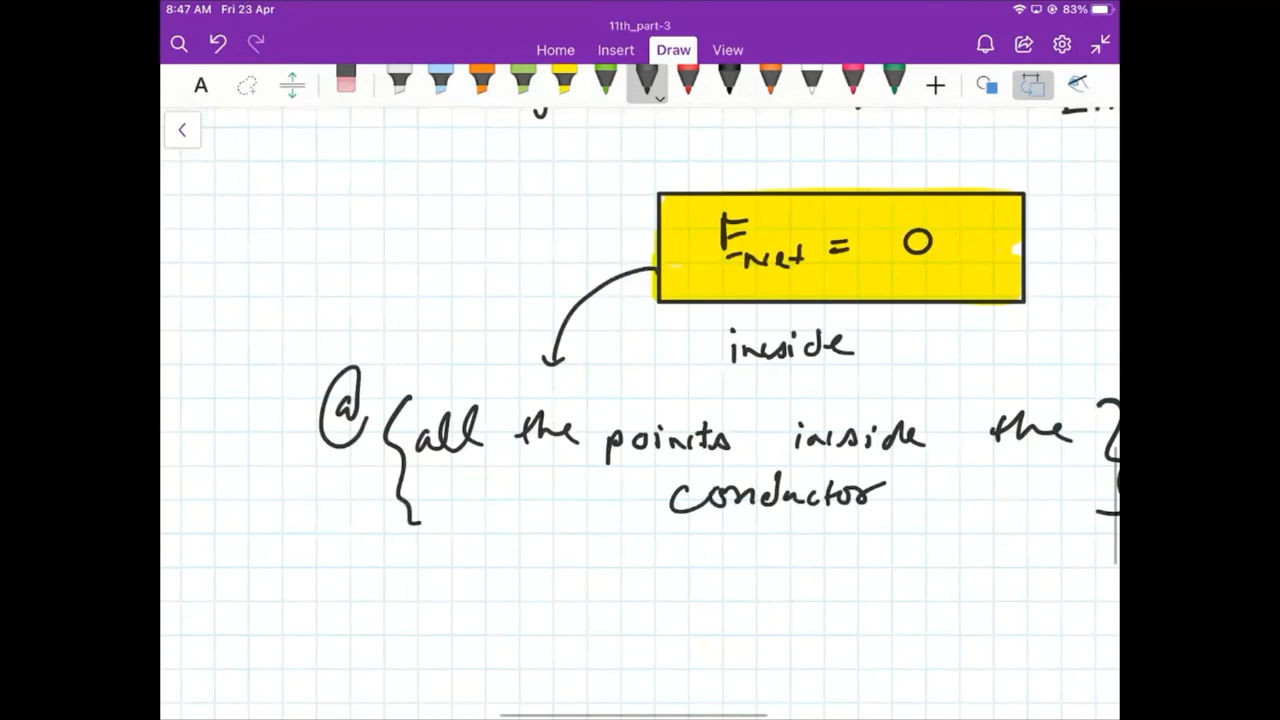 8:47 AM Fri 23 Apr
83%
11th_part-3
Home Insert Draw View
A
E Net = 0
inside
@ {all the points inside the }
conductor